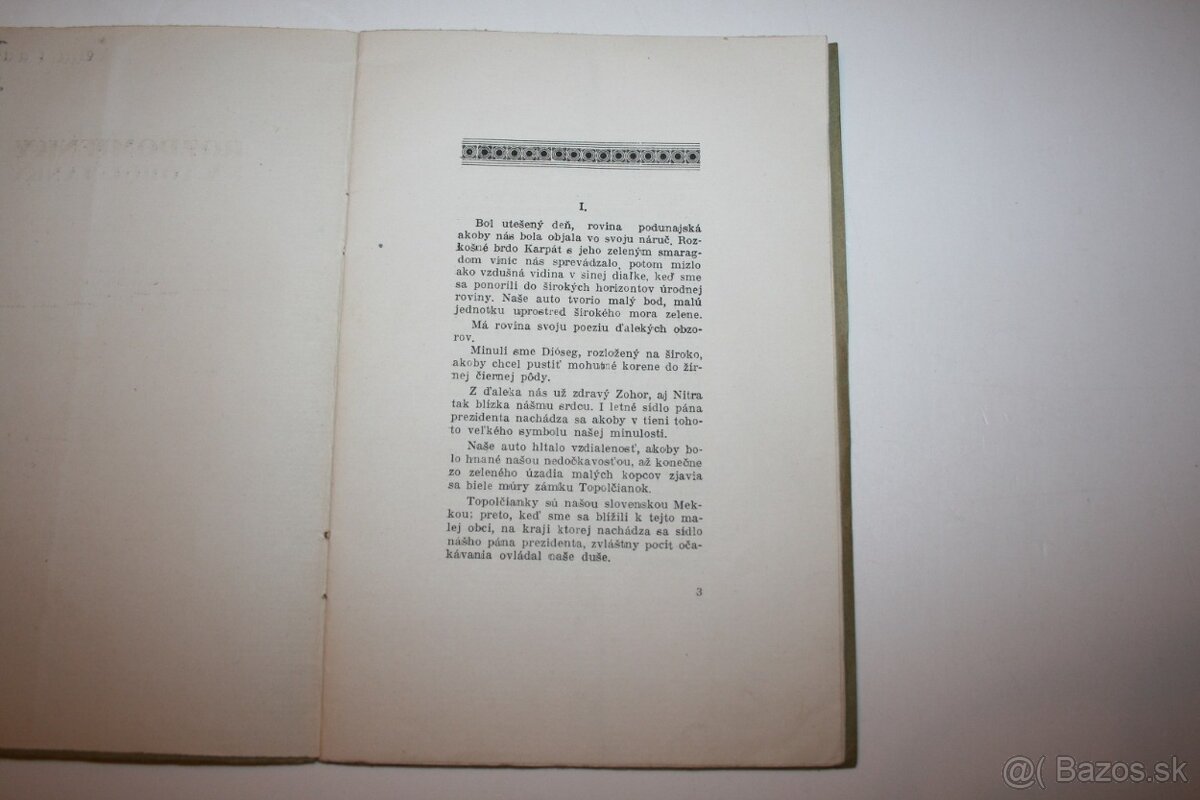 I.
Bol utešený deň, rovina podunajská
akoby nás bola objala vo svoju náruč. Roz-
košné brdo Karpát s jeho zeleným smarag-
dom viníc nás sprevádzalo, potom mizlo
ako vzdušná vidina v sinej diaľke, keď sme
sa ponorili do širokých horizontov úrodnej
roviny. Naše auto tvorio malý bod, malú
jednotku uprostred širokého mora zelene.
Má rovina svoju poeziu ďalekých obzo-
rov.
Minuli sme Dióseg, rozložený na široko,
akoby chcel pustiť mohutné korene do žír-
nej čiernej pôdy.
Z ďaleka nás už zdravý Zohor, aj Nitra
tak blízka nášmu srdcu. I letné sídlo pána
prezidenta nachádza sa akoby v tieni toho-
to veľkého symbolu našej minulosti.
Naše auto hltalo vzdialenosť, akoby bo-
lo hnané našou nedočkavosťou, až konečne
zo zeleného úzadia malých kopcov zjavia
sa biele múry zámku Topolčianok.
Topolčianky sú našou slovenskou Mek-
kou; preto, keď sme sa blížili k tejto ma-
lej obci, na kraji ktorej nachádza sa sídlo
nášho pána prezidenta, zvláštny pocit oča-
kávania ovládal naše duše.
3
@( Bazos.sk